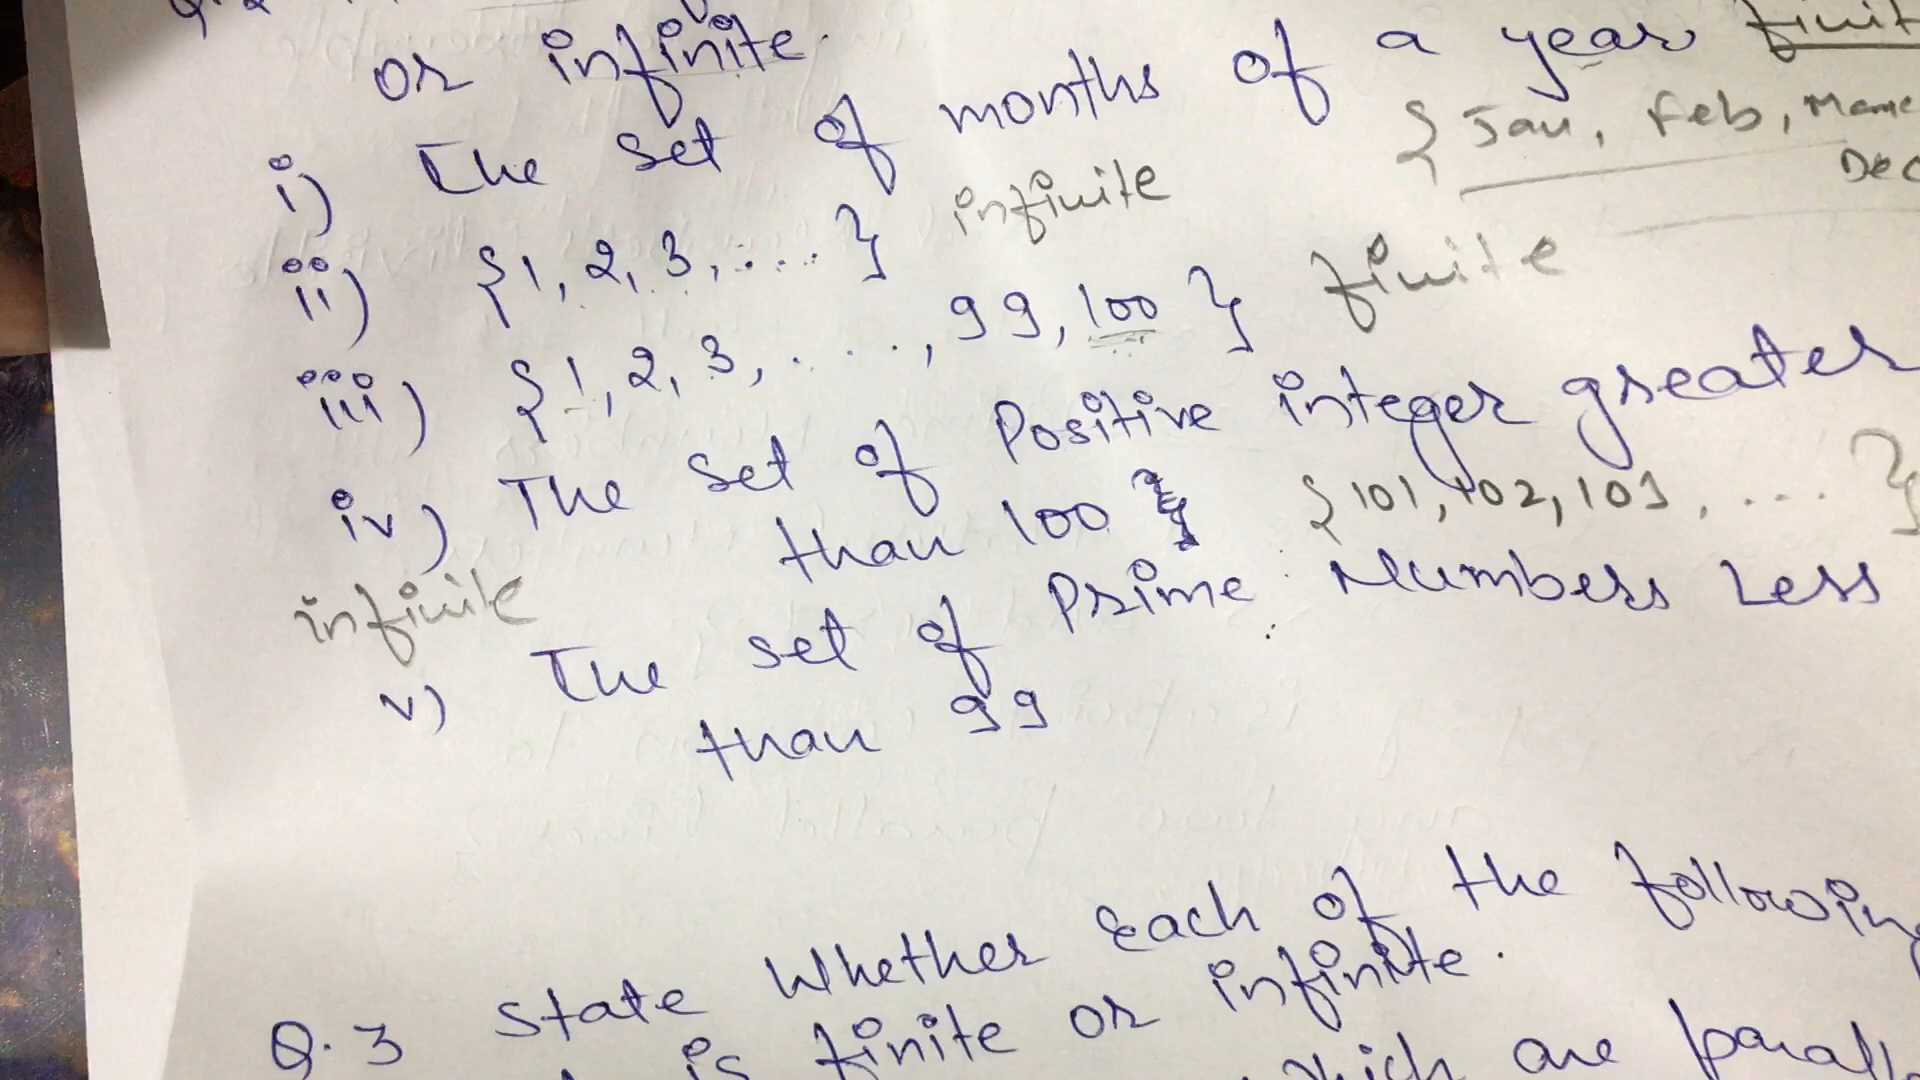 or infinite.
i) The set of months of a year
{ Jan, Feb,
Dec
ii) {1, 2, 3, .... } infinite
iii) {1, 2, 3, . . . ., 99, 100 } finite
iv) The set of Positive integer greater
than 100 {101, 102, 103, .... }
infinite
v) The set of Prime Numbers Less
than 99
Q.3 State Whether Each of the following
is finite or infinite.
which are